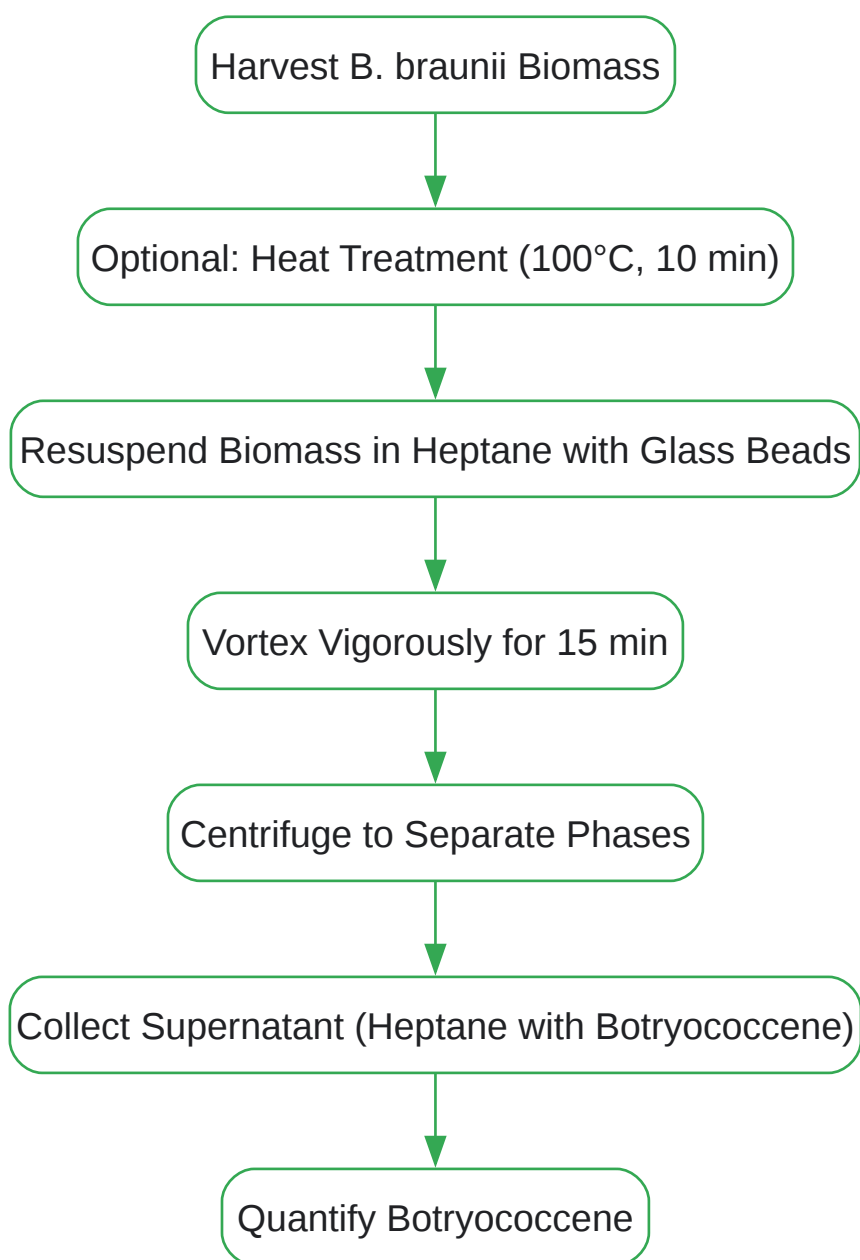 Harvest B. braunii Biomass
Optional: Heat Treatment (100°C, 10 min)
Resuspend Biomass in Heptane with Glass Beads
Vortex Vigorously for 15 min
Centrifuge to Separate Phases
Collect Supernatant (Heptane with Botryococcene)
Quantify Botryococcene